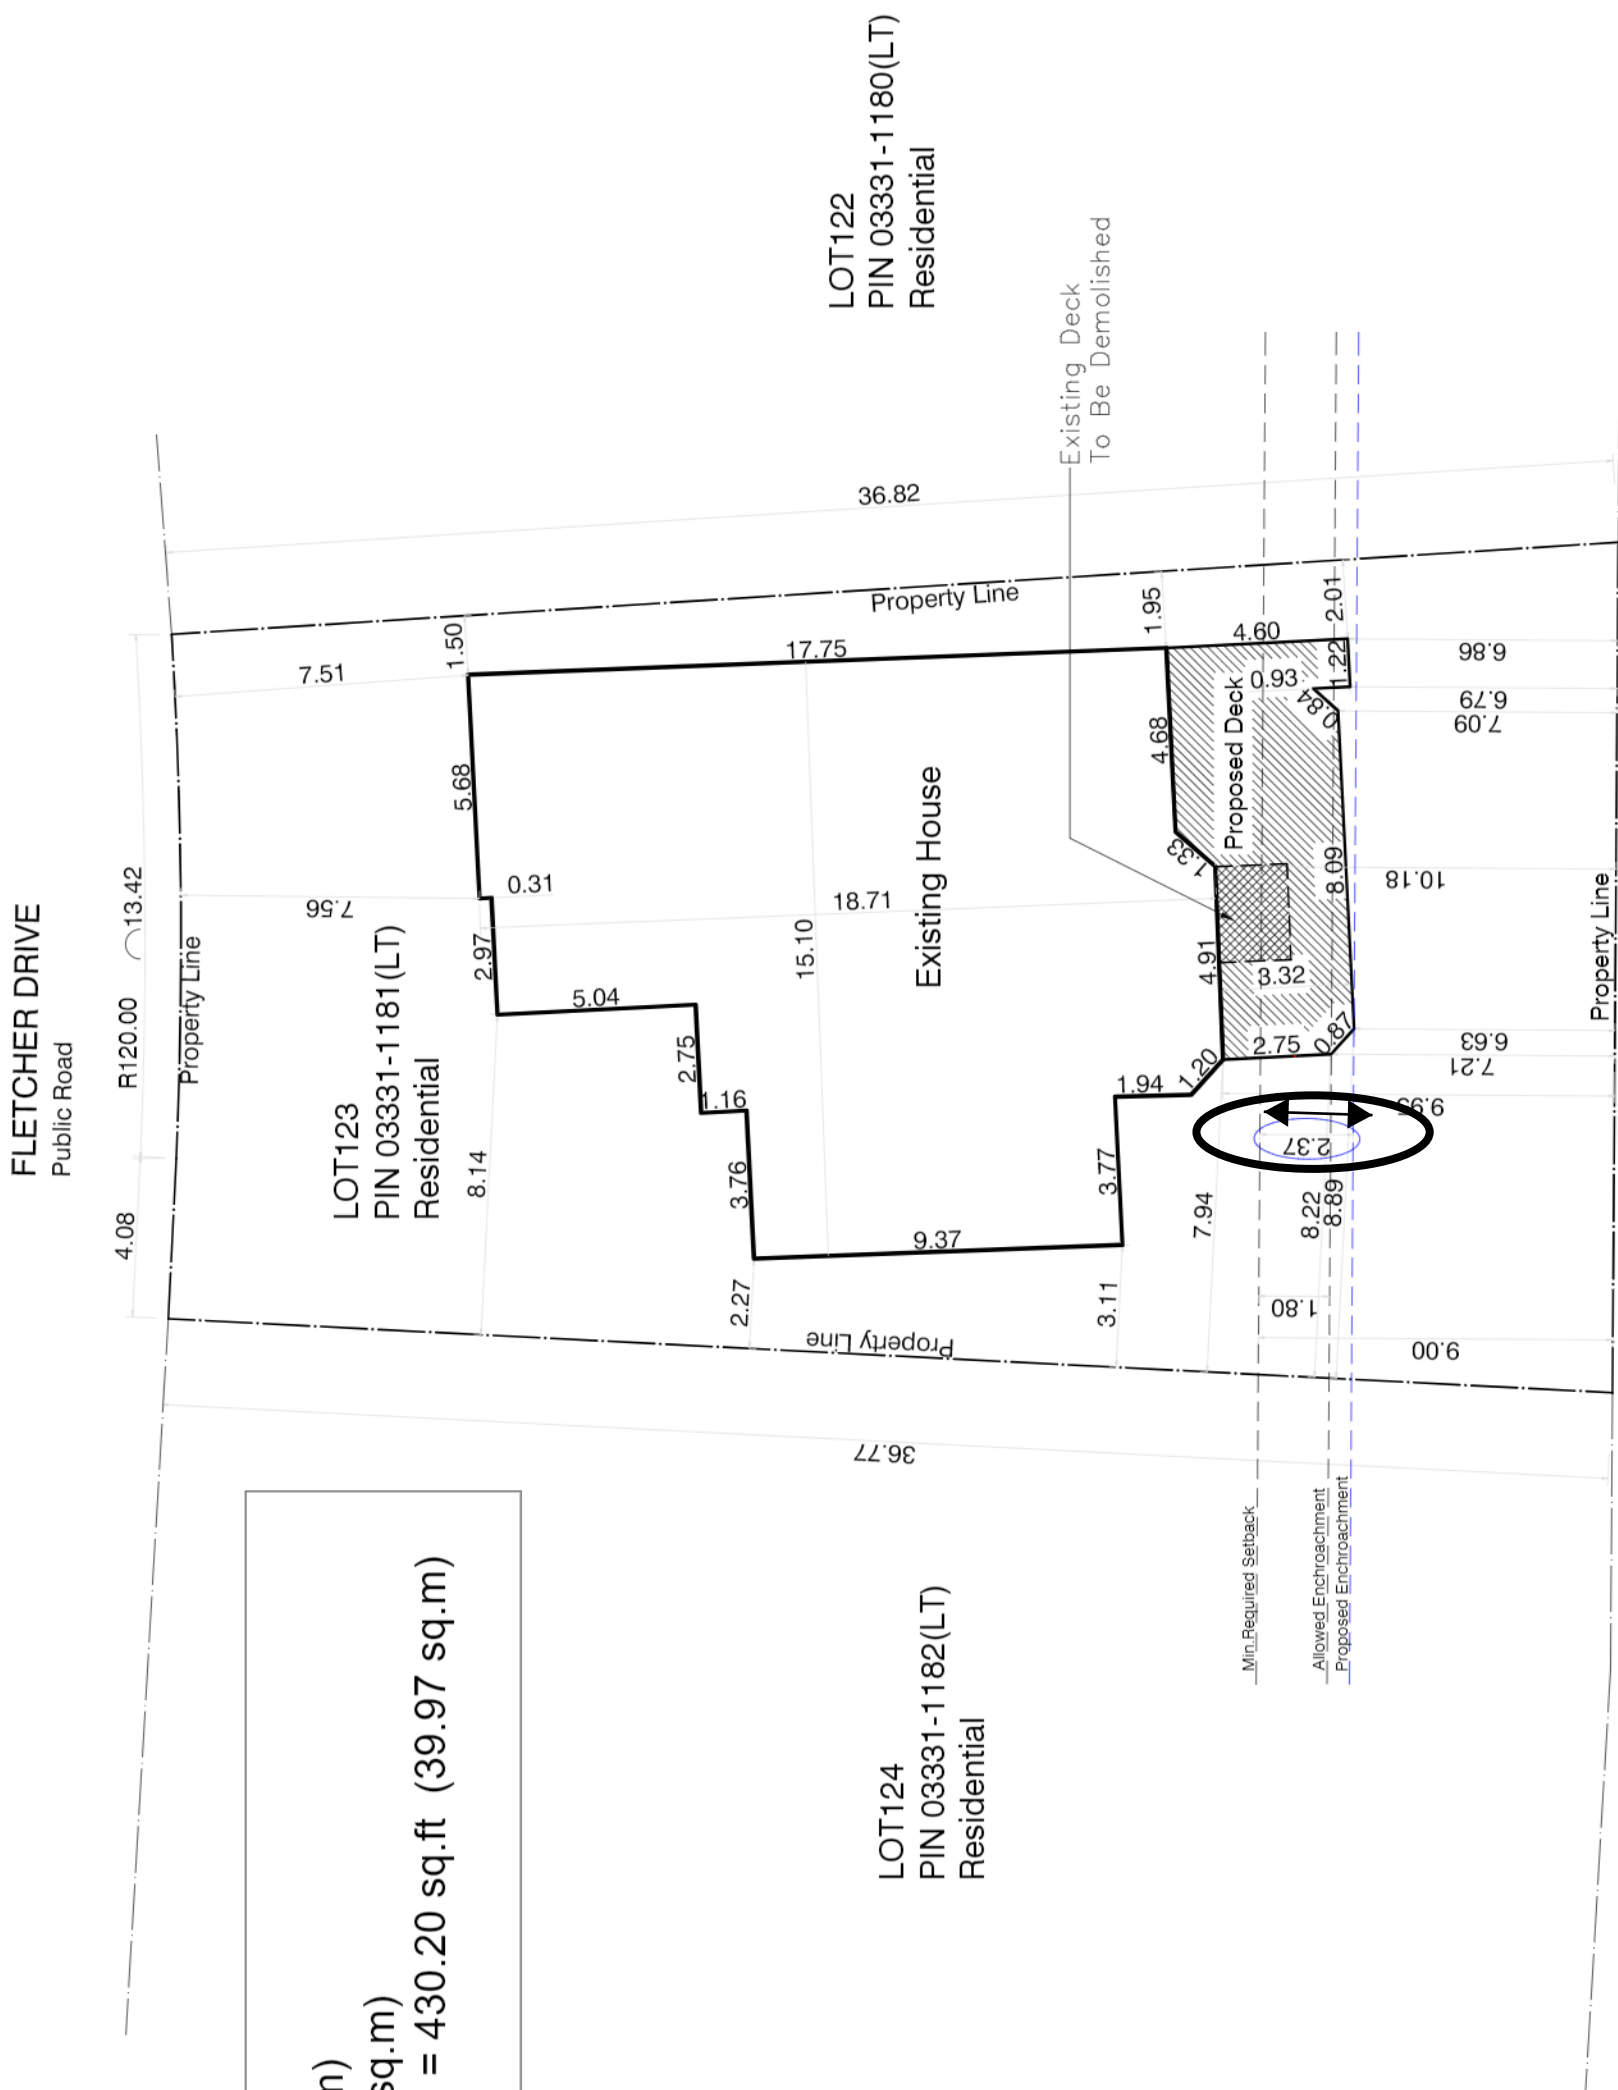 FLETCHER DRIVE
Public Road
4.08
R120.00
13.42
Property Line
7.51
1.50
7.56
0.31
5.68
2.97
LOT123
PIN 03331-1181(LT)
Residential
8.14
5.04
2.75
1.16
3.76
2.27
9.37
15.10
18.71
17.75
Existing House
36.82
Property Line
Property Line
36.77
LOT122
PIN 03331-1180(LT)
Residential
Existing Deck
To Be Demolished
1.95
4.68
1.33
4.91
1.20
1.94
3.77
3.11
Proposed Deck
4.60
2.01
1.22
0.93
0.84
8.09
3.32
2.75
0.87
6.86
6.79
7.09
10.18
6.63
7.21
9.93
2.37
7.94
8.22
8.89
1.80
9.00
Property Line
Min.Required Setback
Allowed Enchroachment
Proposed Enchroachment
LOT124
PIN 03331-1182(LT)
Residential
m)
sq.m)
= 430.20 sq.ft (39.97 sq.m)